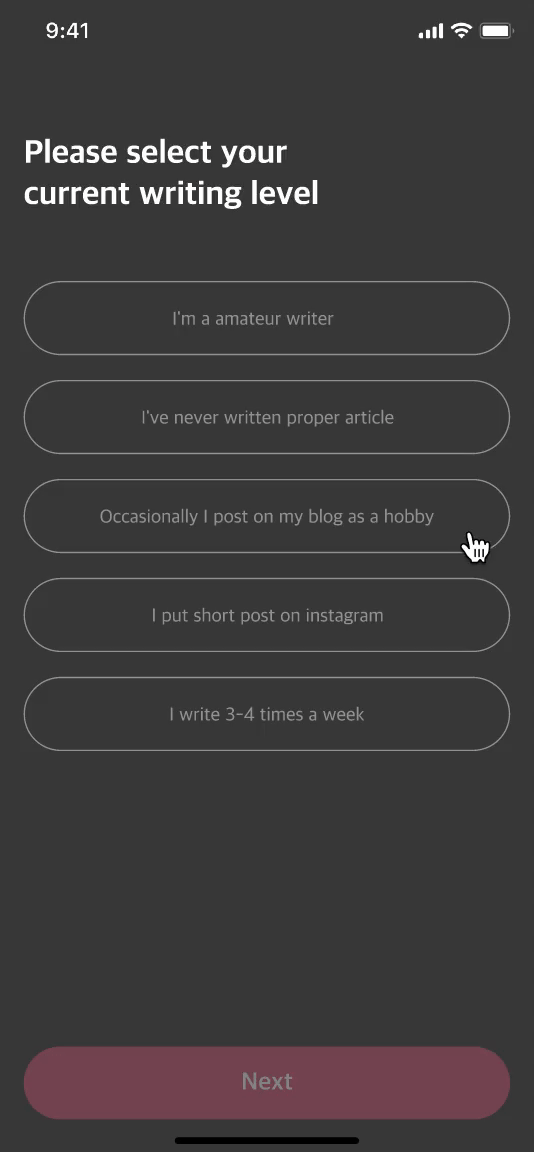 9:41
Please select your
current writing level
I'm a amateur writer
I've never written proper article
Occasionally I post on my blog as a hobby
I put short post on instagram
I write 3-4 times a week
Next